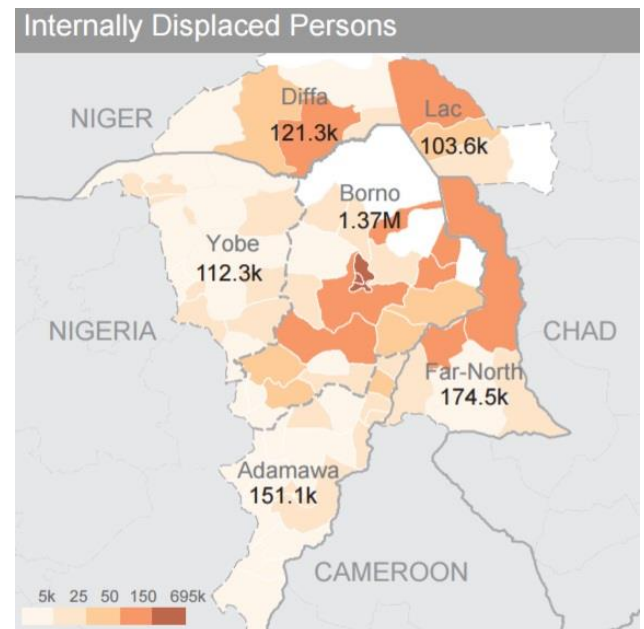 Internally Displaced Persons
NIGER
Diffa
121.3k
Lac
103.6k
Borno
1.37M
Yobe
112.3k
NIGERIA
CHAD
Far-North
174.5k
Adamawa
151.1k
CAMEROON
5k 25 50 150 695k